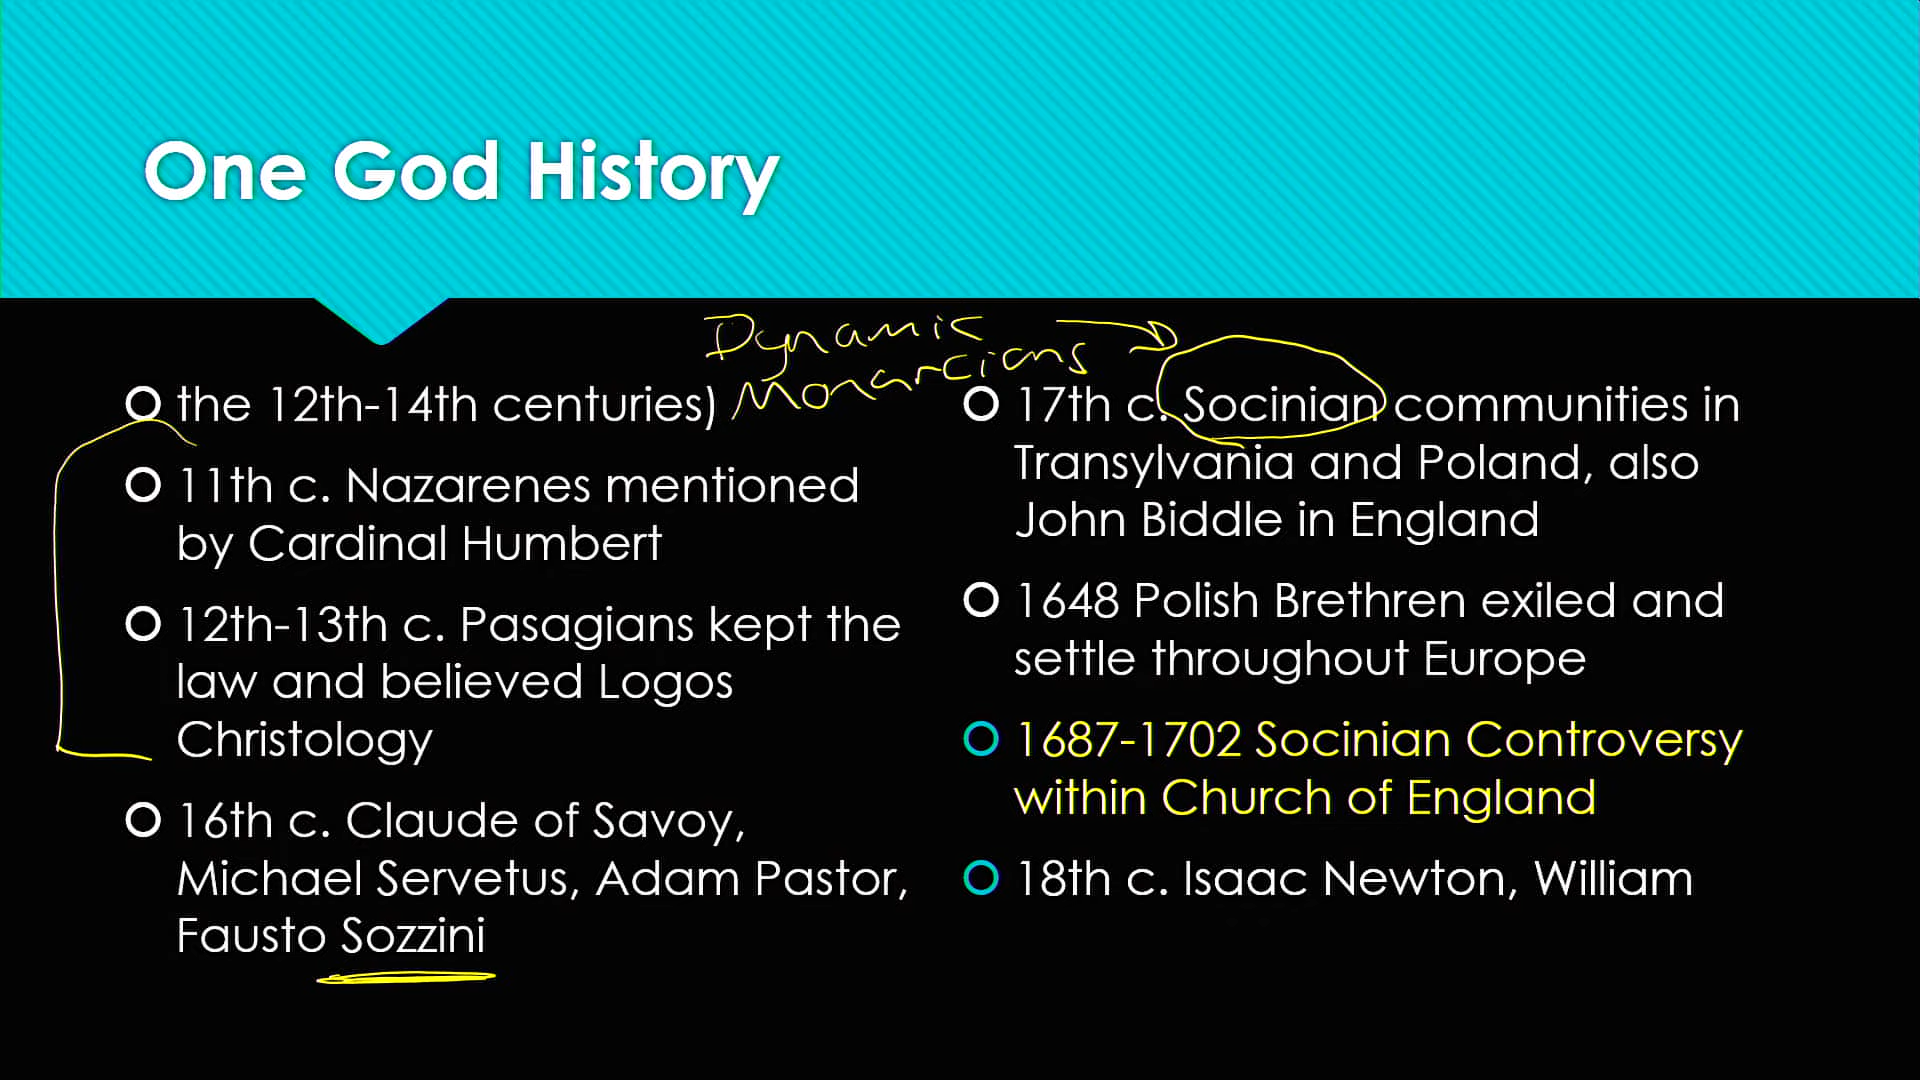 One God History
Dynamic
Monarcians
the 12th-14th centuries)
11th c. Nazarenes mentioned
by Cardinal Humbert
12th-13th c. Pasagians kept the
law and believed Logos
Christology
16th c. Claude of Savoy,
Michael Servetus, Adam Pastor,
Fausto Sozzini
17th c. Socinian communities in
Transylvania and Poland, also
John Biddle in England
1648 Polish Brethren exiled and
settle throughout Europe
1687-1702 Socinian Controversy
within Church of England
18th c. Isaac Newton, William